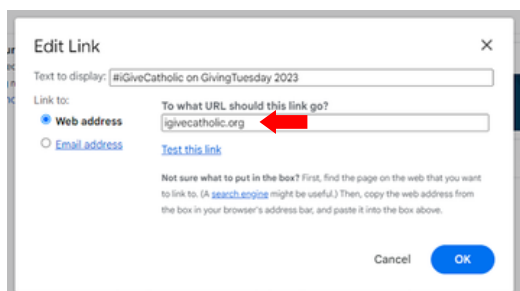 Edit Link
Text to display: #iGiveCatholic on GivingTuesday 2023
Link to:
To what URL should this link go?
Web address
igivecatholic.org
Email address
Test this link
Not sure what to put in the box? First, find the page on the web that you want
to link to. (A search engine might be useful.) Then, copy the web address from
the box in your browser's address bar, and paste it into the box above.
Cancel
OK